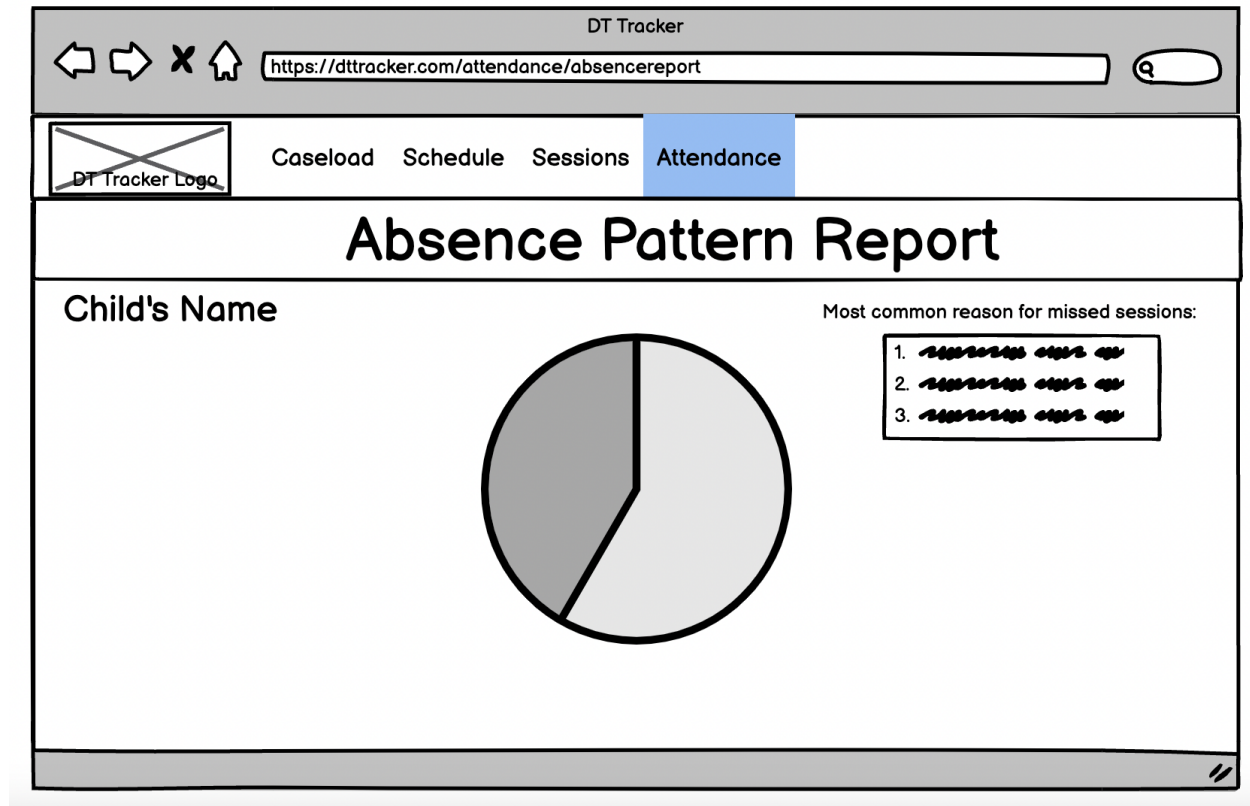 DT Tracker
https://dttracker.com/attendance/absencereport
DT Tracker Logo
Caseload Schedule Sessions Attendance
Absence Pattern Report
Child's Name
Most common reason for missed sessions:
1.
2.
3.